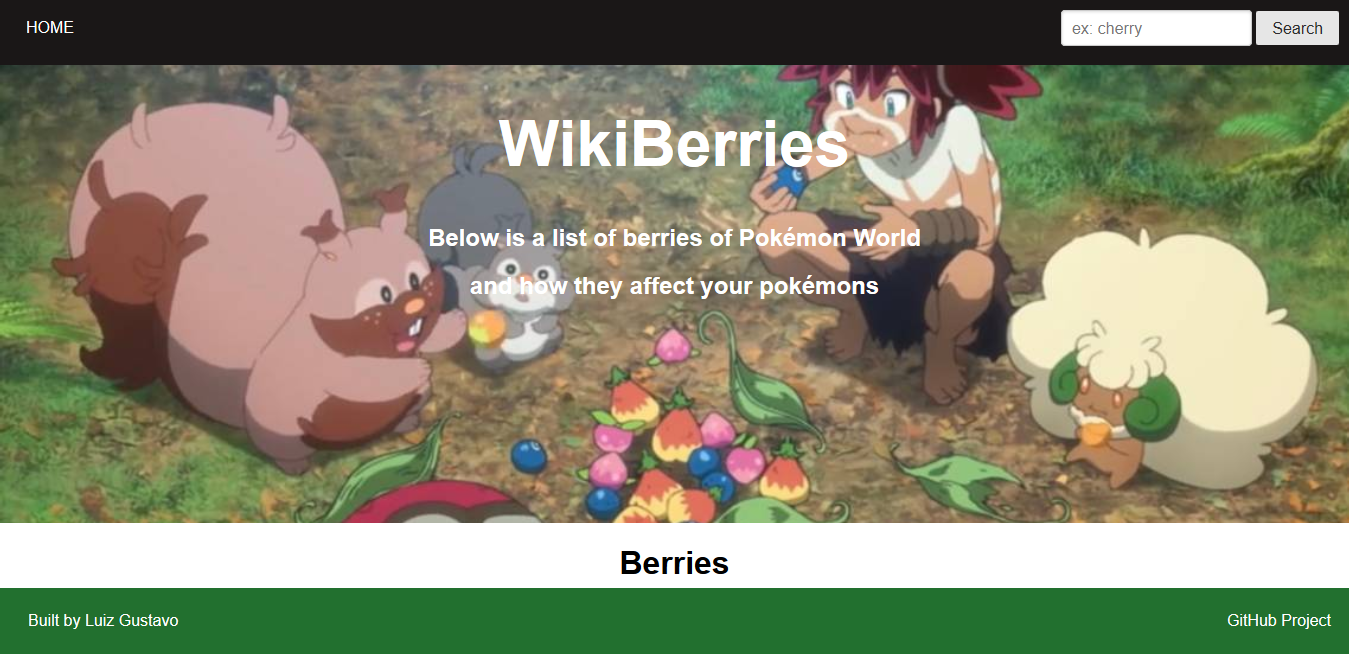 HOME
ex: cherry
Search
WikiBerries
Below is a list of berries of Pokémon World
and how they affect your pokémons
Berries
Built by Luiz Gustavo
GitHub Project